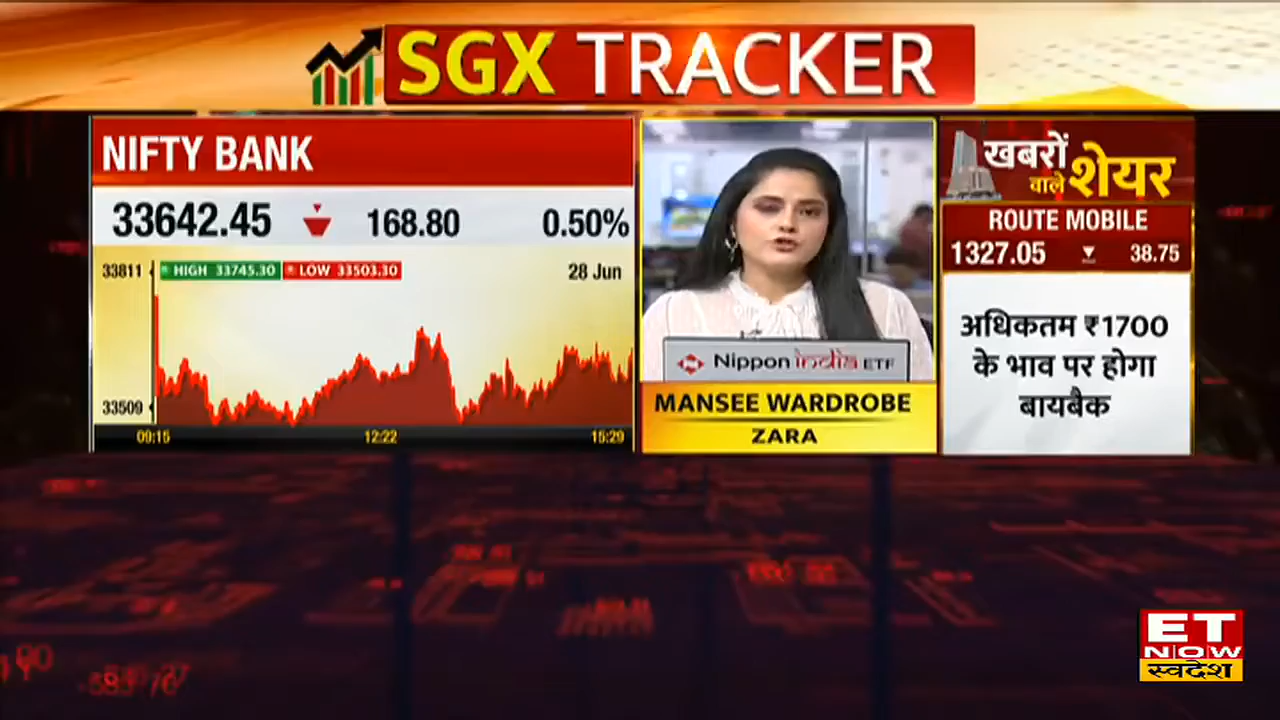 SGX TRACKER
NIFTY BANK
33642.45 168.80 0.50%
33811 HIGH 33745.30 LOW 33503.30 28 Jun
33509
09:15 12:22 15:29
Nippon india ETF
MANSEE WARDROBE
ZARA
खबरों
वाले शेयर
ROUTE MOBILE
1327.05 38.75
अधिकतम ₹1700
के भाव पर होगा
बायबैक
ET
NOW
स्वदेश